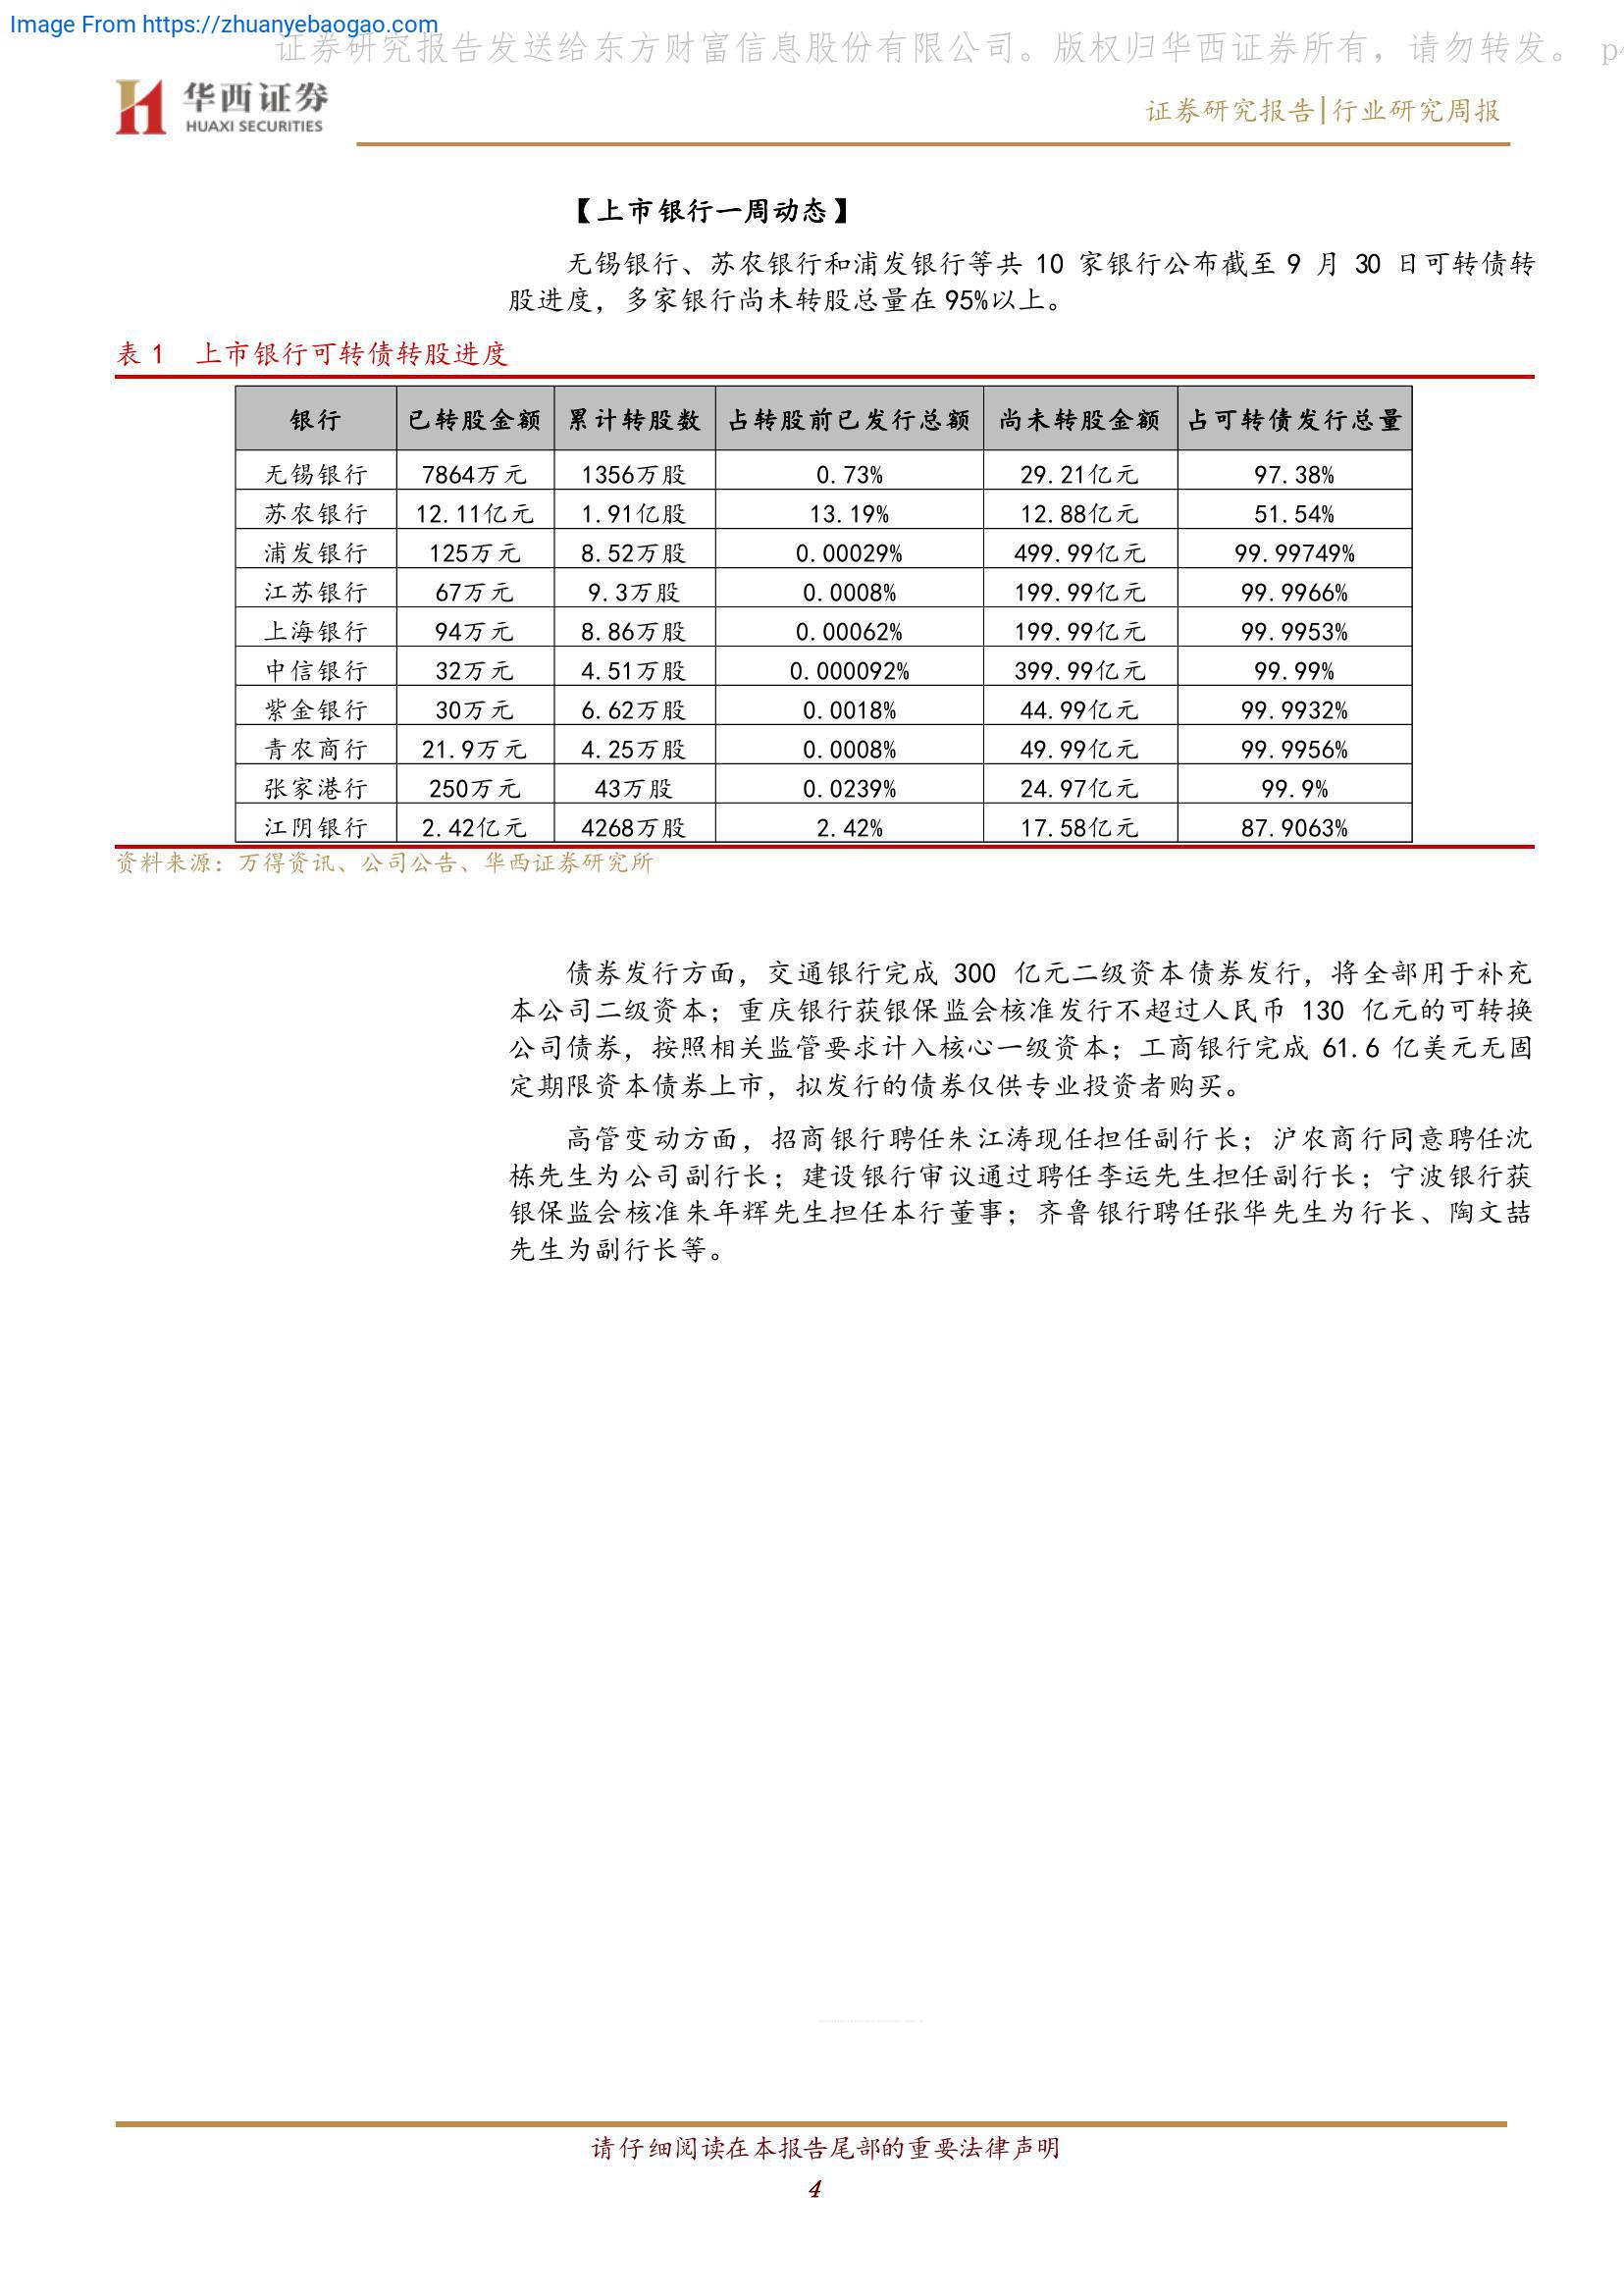 Image From https://zhuanyebaogao.com
证券研究报告发送给东方财富信息股份有限公司。版权归华西证券所有，请勿转发。 p4
华西证券
HUAXI SECURITIES
证券研究报告|行业研究周报
【上市银行一周动态】
无锡银行、苏农银行和浦发银行等共 10 家银行公布截至 9 月 30 日可转债转
股进度，多家银行尚未转股总量在 95%以上。
表 1 上市银行可转债转股进度
银行 已转股金额 累计转股数 占转股前已发行总额 尚未转股金额 占可转债发行总量
无锡银行 7864万元 1356万股 0.73% 29.21亿元 97.38%
苏农银行 12.11亿元 1.91亿股 13.19% 12.88亿元 51.54%
浦发银行 125万元 8.52万股 0.00029% 499.99亿元 99.99749%
江苏银行 67万元 9.3万股 0.0008% 199.99亿元 99.9966%
上海银行 94万元 8.86万股 0.00062% 199.99亿元 99.9953%
中信银行 32万元 4.51万股 0.000092% 399.99亿元 99.99%
紫金银行 30万元 6.62万股 0.0018% 44.99亿元 99.9932%
青农商行 21.9万元 4.25万股 0.0008% 49.99亿元 99.9956%
张家港行 250万元 43万股 0.0239% 24.97亿元 99.9%
江阴银行 2.42亿元 4268万股 2.42% 17.58亿元 87.9063%
资料来源：万得资讯、公司公告、华西证券研究所
债券发行方面，交通银行完成 300 亿元二级资本债券发行，将全部用于补充
本公司二级资本；重庆银行获银保监会核准发行不超过人民币 130 亿元的可转换
公司债券，按照相关监管要求计入核心一级资本；工商银行完成 61.6 亿美元无固
定期限资本债券上市，拟发行的债券仅供专业投资者购买。
高管变动方面，招商银行聘任朱江涛现任担任副行长；沪农商行同意聘任沈
栋先生为公司副行长；建设银行审议通过聘任李运先生担任副行长；宁波银行获
银保监会核准朱年辉先生担任本行董事；齐鲁银行聘任张华先生为行长、陶文喆
先生为副行长等。
请仔细阅读在本报告尾部的重要法律声明
4